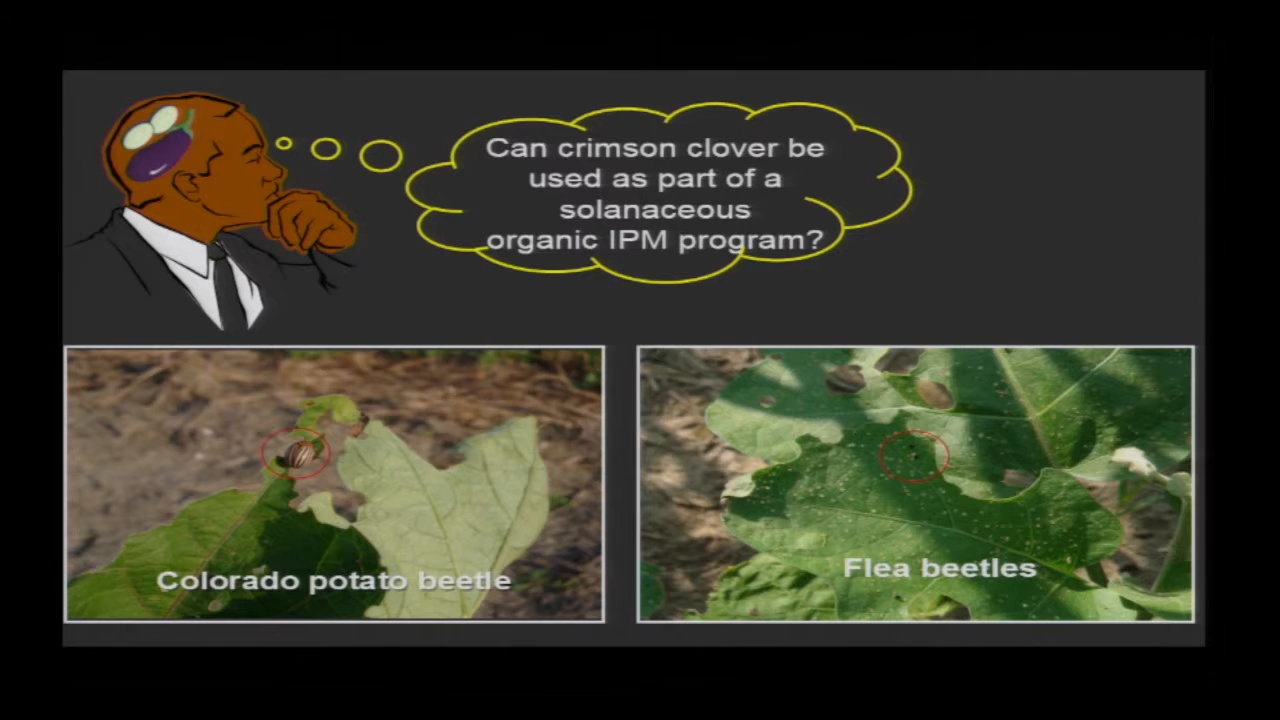 Can crimson clover be
used as part of a
solanaceous
organic IPM program?
Colorado potato beetle
Flea beetles